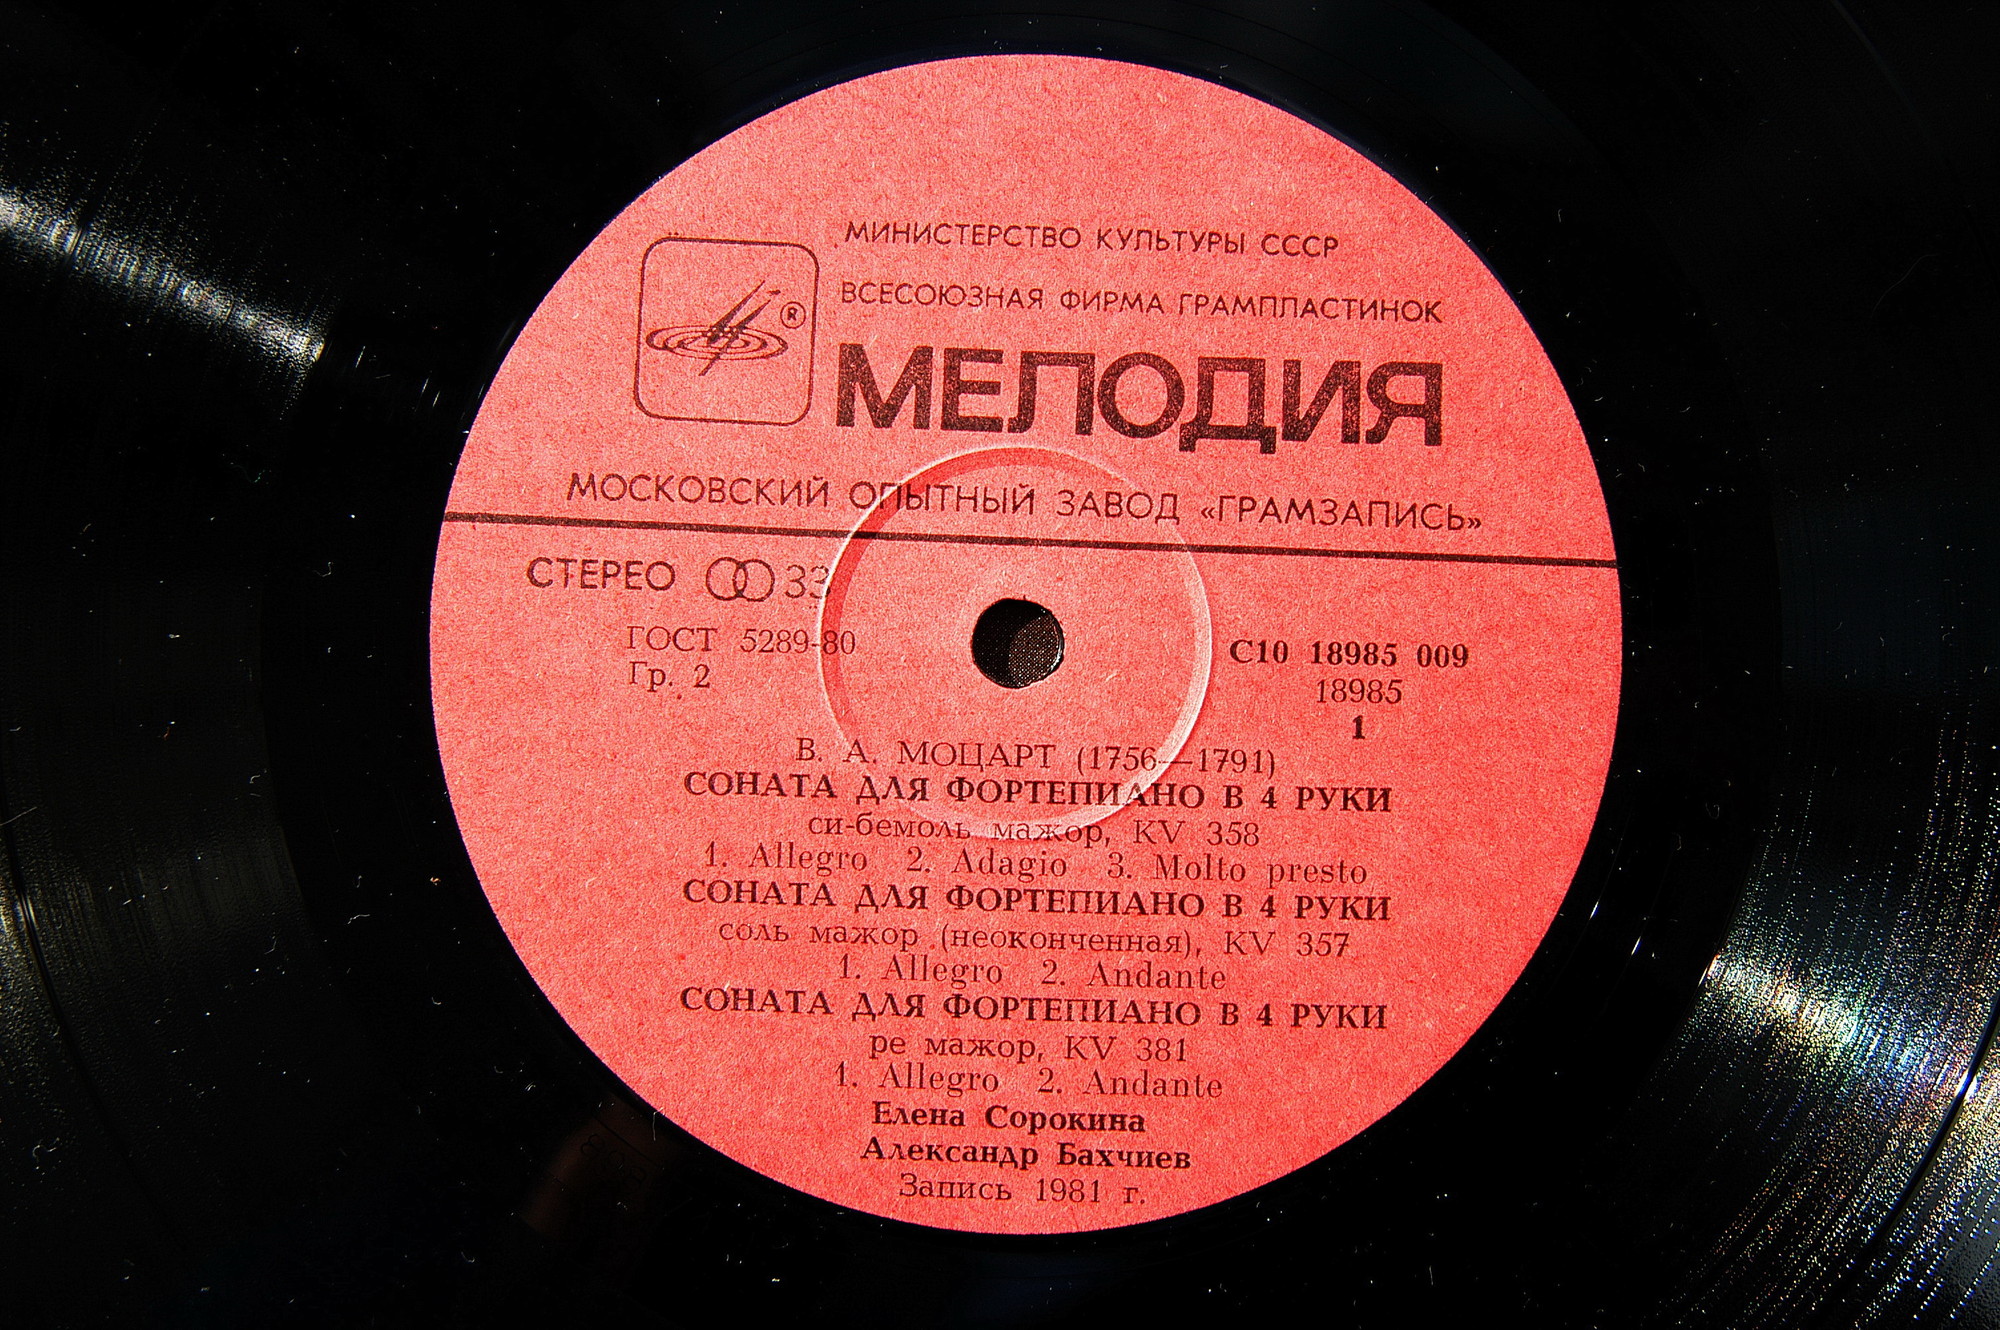 МИНИСТЕРСТВО КУЛЬТУРЫ СССР
ВСЕСОЮЗНАЯ ФИРМА ГРАМПЛАСТИНОК
®
МЕЛОДИЯ
МОСКОВСКИЙ ОПЫТНЫЙ ЗАВОД «ГРАМЗАПИСЬ»
СТЕРЕО 33
ГОСТ 5289-80
Гр. 2
С10 18985 009
18985
1
В. А. МОЦАРТ (1756—1791)
СОНАТА ДЛЯ ФОРТЕПИАНО В 4 РУКИ
си-бемоль мажор, KV 358
1. Allegro 2. Adagio 3. Molto presto
СОНАТА ДЛЯ ФОРТЕПИАНО В 4 РУКИ
соль мажор (неоконченная), KV 357
1. Allegro 2. Andante
СОНАТА ДЛЯ ФОРТЕПИАНО В 4 РУКИ
ре мажор, KV 381
1. Allegro 2. Andante
Елена Сорокина
Александр Бахчиев
Запись 1981 г.